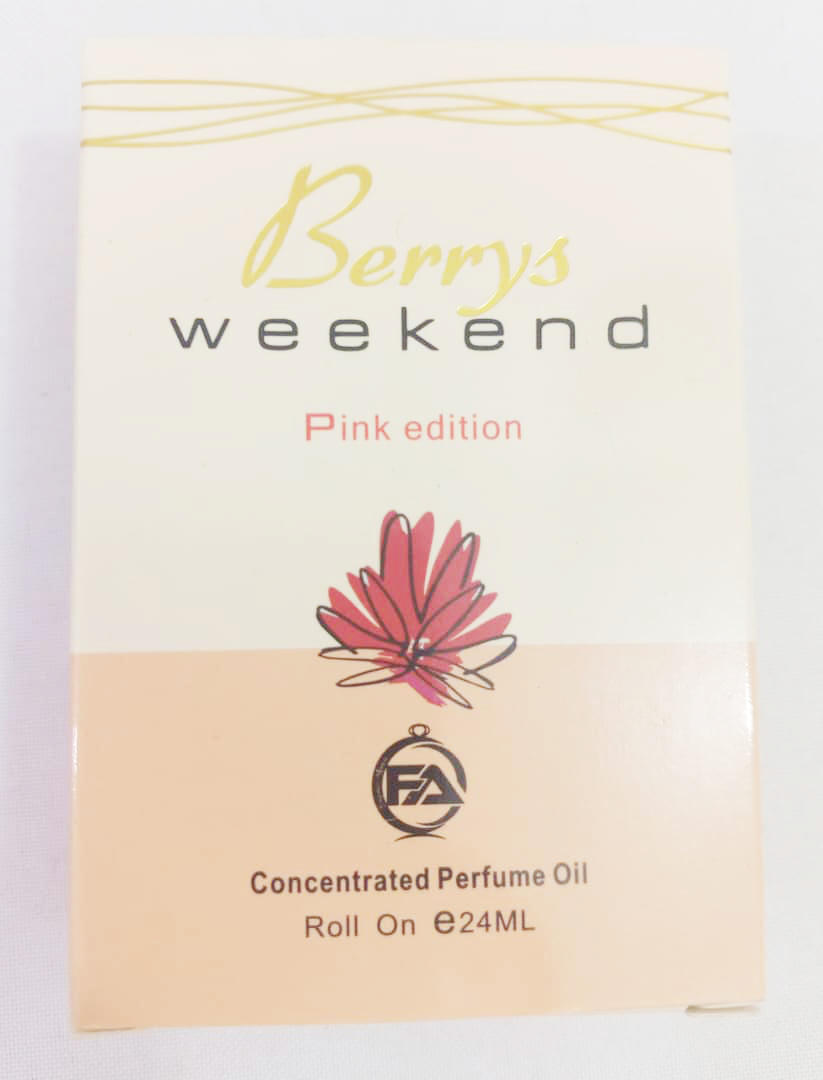 Berrys
weekend
Pink edition
FA
Concentrated Perfume Oil
Roll On e24ML